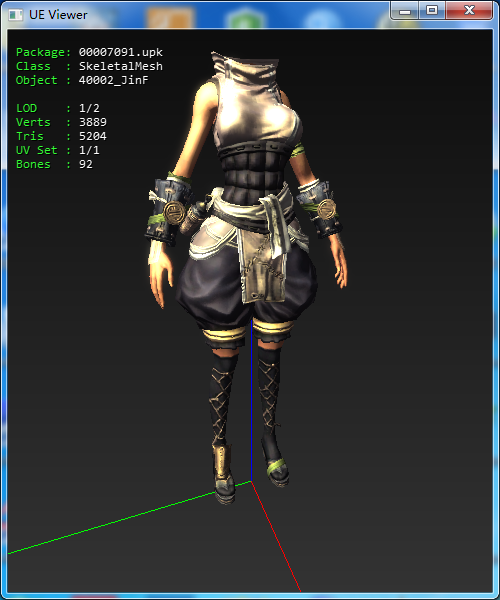 UE Viewer
Package: 00007091.upk
Class : SkeletalMesh
Object : 40002_JinF
LOD : 1/2
Verts : 3889
Tris : 5204
UV Set : 1/1
Bones : 92